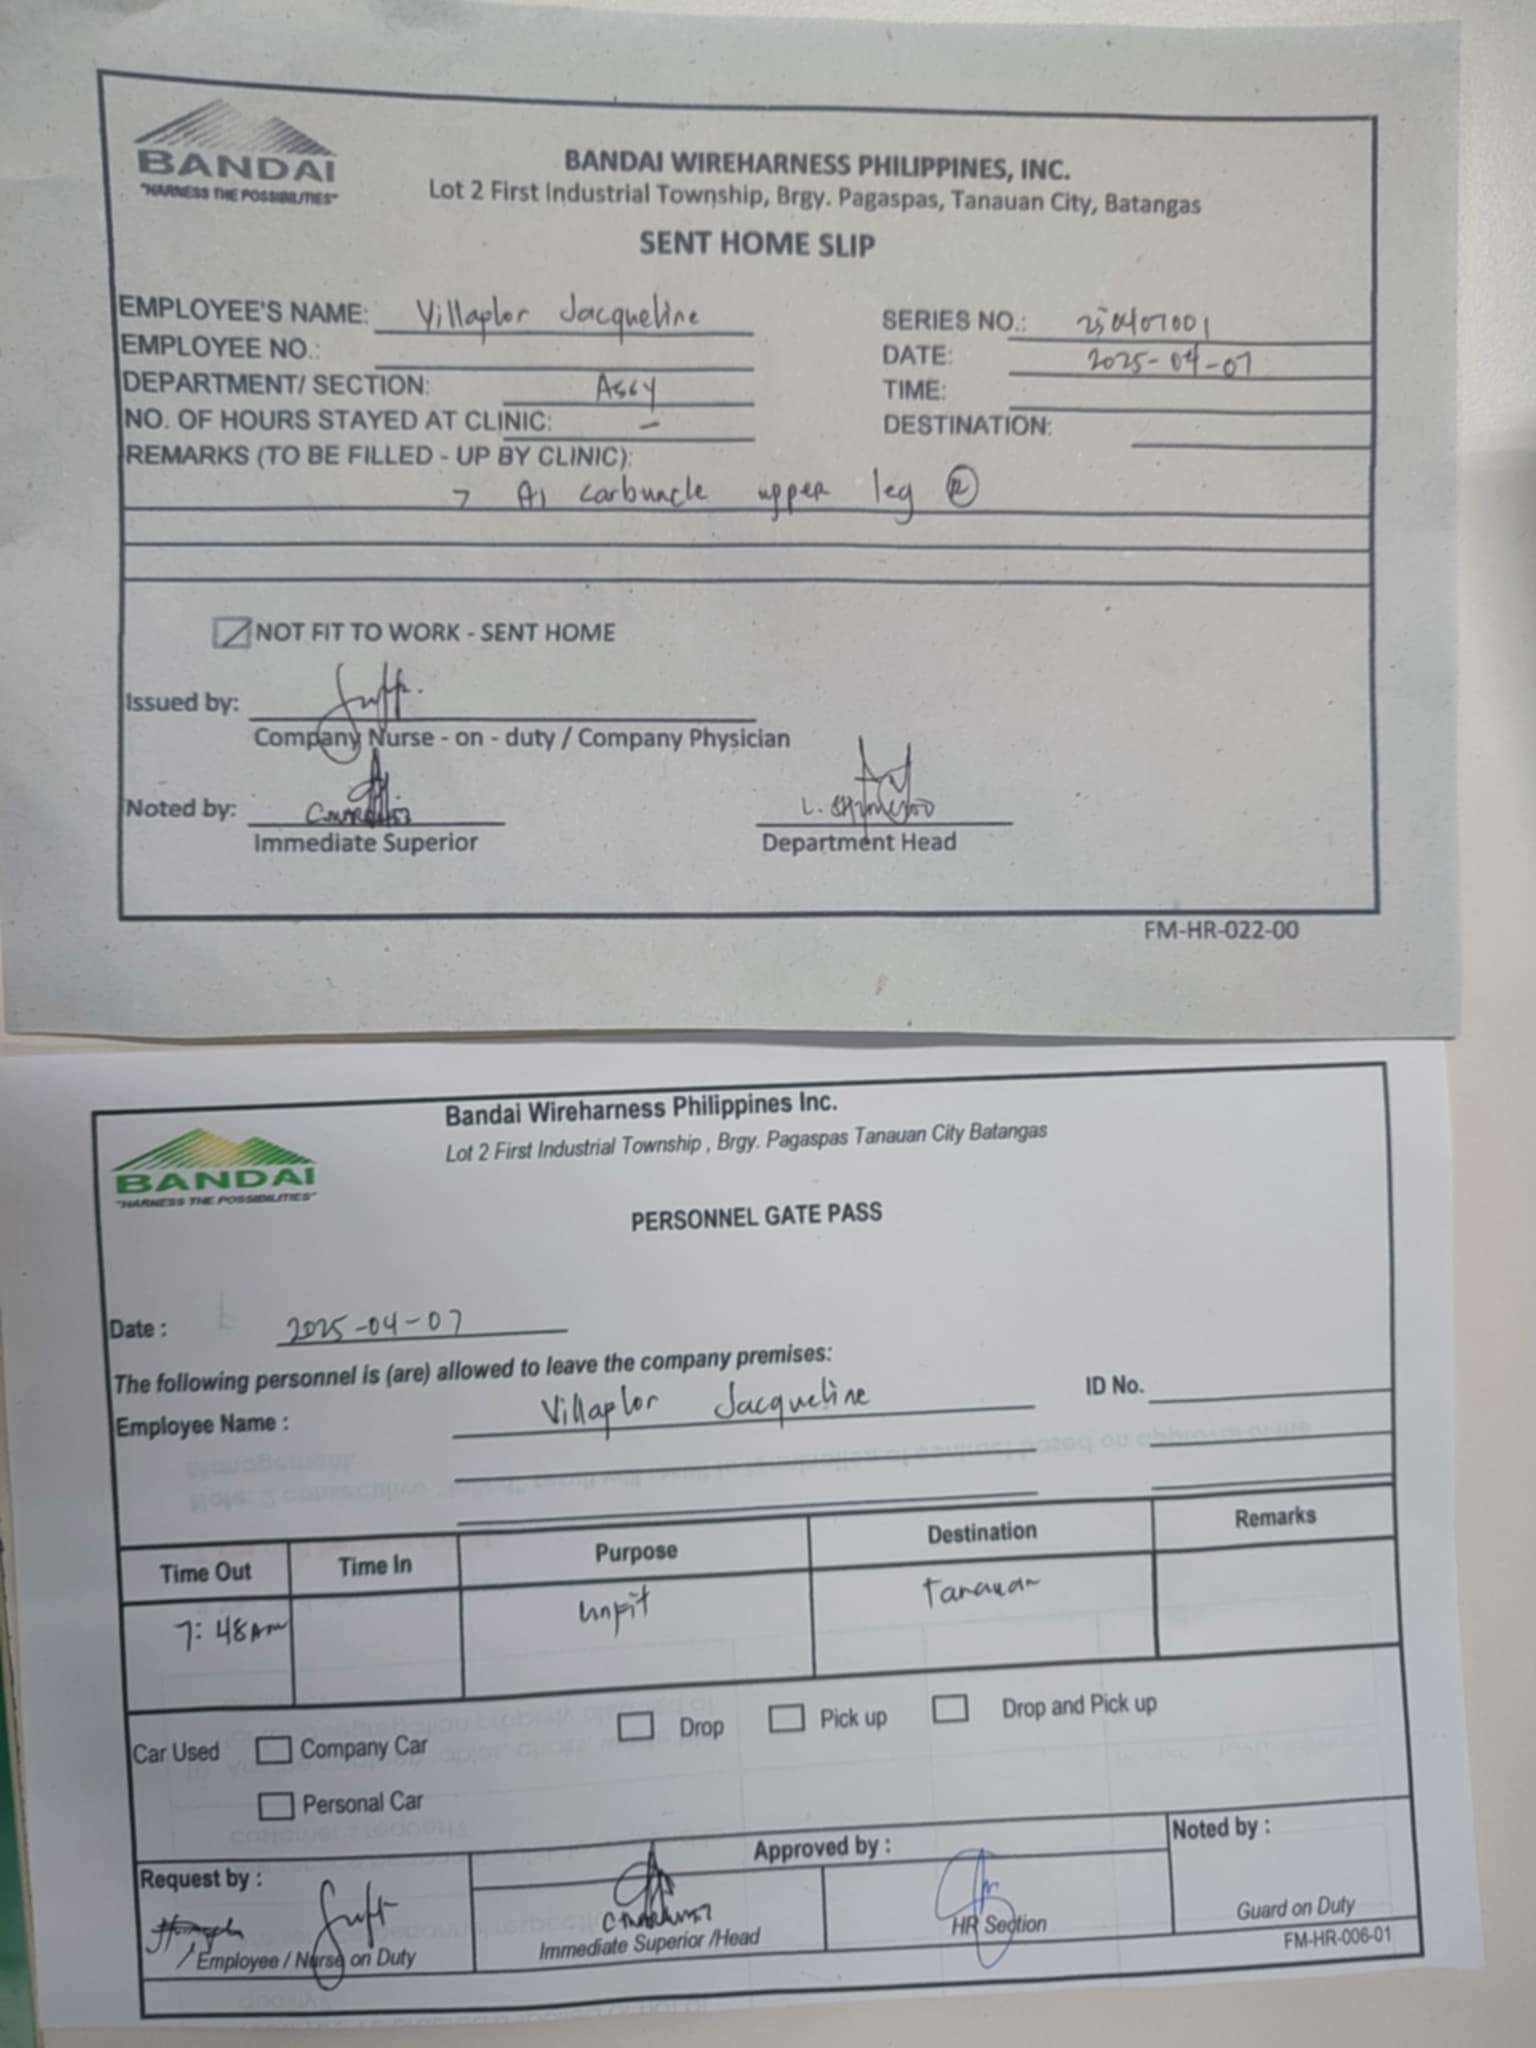 BANDAI
"HARNESS THE POSSIBILITIES"
BANDAI WIREHARNESS PHILIPPINES, INC.
Lot 2 First Industrial Township, Brgy. Pagaspas, Tanauan City, Batangas
SENT HOME SLIP
EMPLOYEE'S NAME: Villaplor Jacqueline
SERIES NO.: 250407001
EMPLOYEE NO.:
DATE: 2025-04-07
DEPARTMENT/ SECTION: Assy
TIME:
NO. OF HOURS STAYED AT CLINIC: -
DESTINATION:
REMARKS (TO BE FILLED - UP BY CLINIC):
carbuncle upper leg R
NOT FIT TO WORK - SENT HOME
Issued by:
Company Nurse - on - duty / Company Physician
Noted by:
Immediate Superior
Department Head
FM-HR-022-00
BANDAI
"HARNESS THE POSSIBILITIES"
Bandai Wireharness Philippines Inc.
Lot 2 First Industrial Township , Brgy. Pagaspas Tanauan City Batangas
PERSONNEL GATE PASS
Date : 2025-04-07
The following personnel is (are) allowed to leave the company premises:
Employee Name : Villaplor Jacqueline
ID No.
Time Out Time In Purpose Destination Remarks
7:48 AM Unfit Tanauan
Car Used Company Car Drop Pick up Drop and Pick up
Personal Car
Request by : Approved by : Noted by :
Employee / Nurse on Duty Immediate Superior /Head HR Section Guard on Duty
FM-HR-006-01